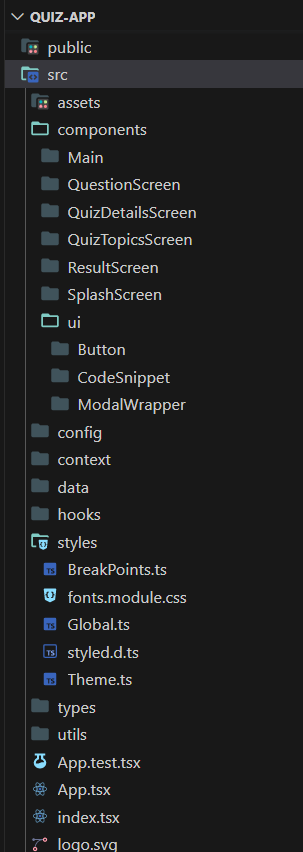 QUIZ-APP
public
src
assets
components
Main
QuestionScreen
QuizDetailsScreen
QuizTopicsScreen
ResultScreen
SplashScreen
ui
Button
CodeSnippet
ModalWrapper
config
context
data
hooks
styles
TS BreakPoints.ts
fonts.module.css
TS Global.ts
TS styled.d.ts
TS Theme.ts
types
utils
App.test.tsx
App.tsx
index.tsx
logo.svg